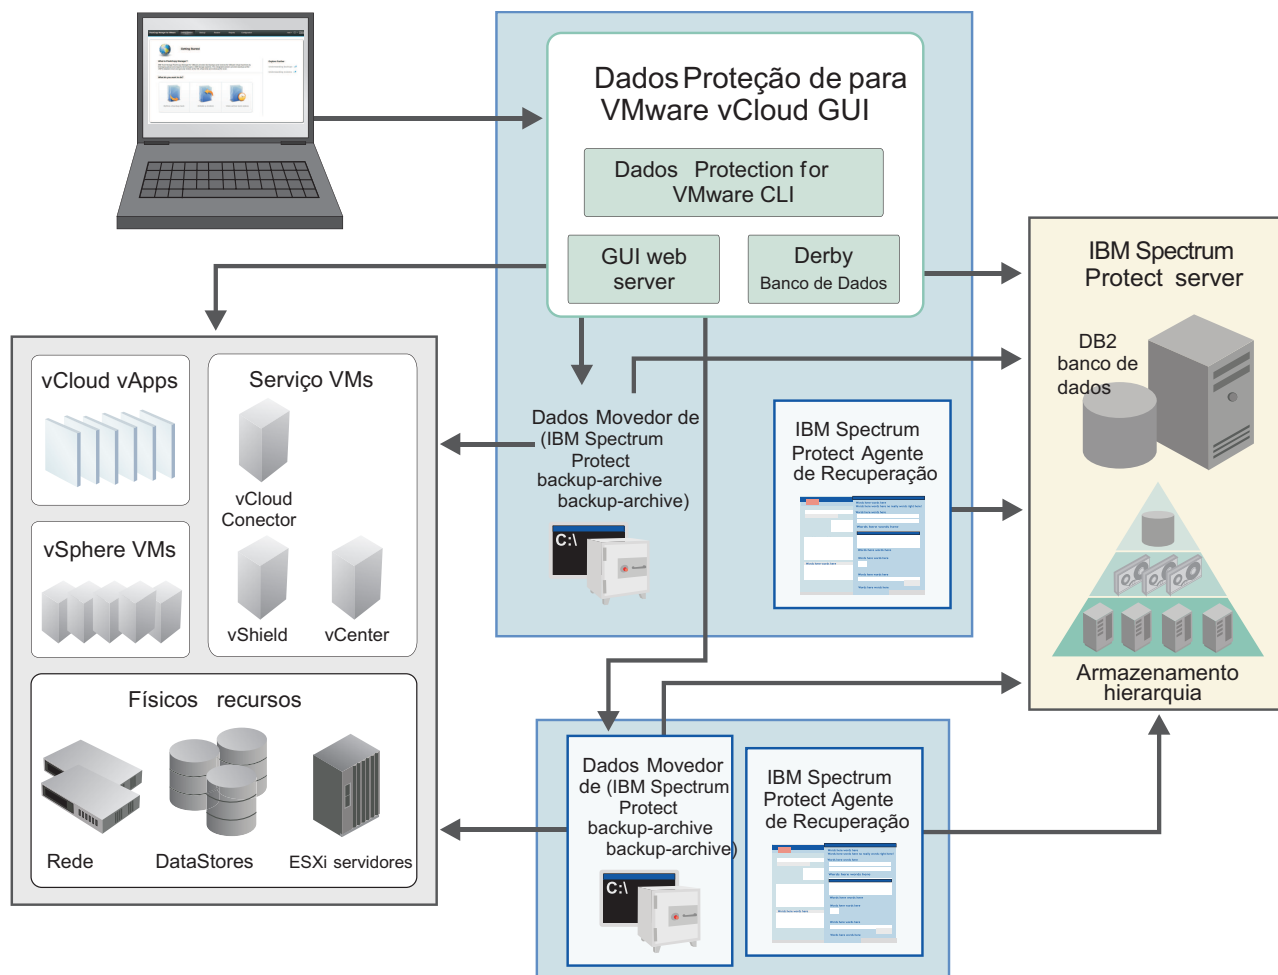 Getting Started
Dados Proteção de para
VMware vCloud GUI
Dados Protection for
VMware CLI
GUI web
server
Derby
Banco de Dados
IBM Spectrum
Protect server
DB2
banco de
dados
Armazenamento
hierarquia
vCloud vApps
Serviço VMs
vCloud
Conector
vSphere VMs
vShield
vCenter
Físicos recursos
Rede
DataStores
ESXi servidores
Dados Movedor de
(IBM Spectrum
Protect
backup-archive
backup-archive)
C:\
IBM Spectrum
Protect Agente
de Recuperação
Dados Movedor
de (IBM Spectrum
Protect
backup-archive
backup-archive)
C:\
IBM Spectrum
Protect Agente
de Recuperação